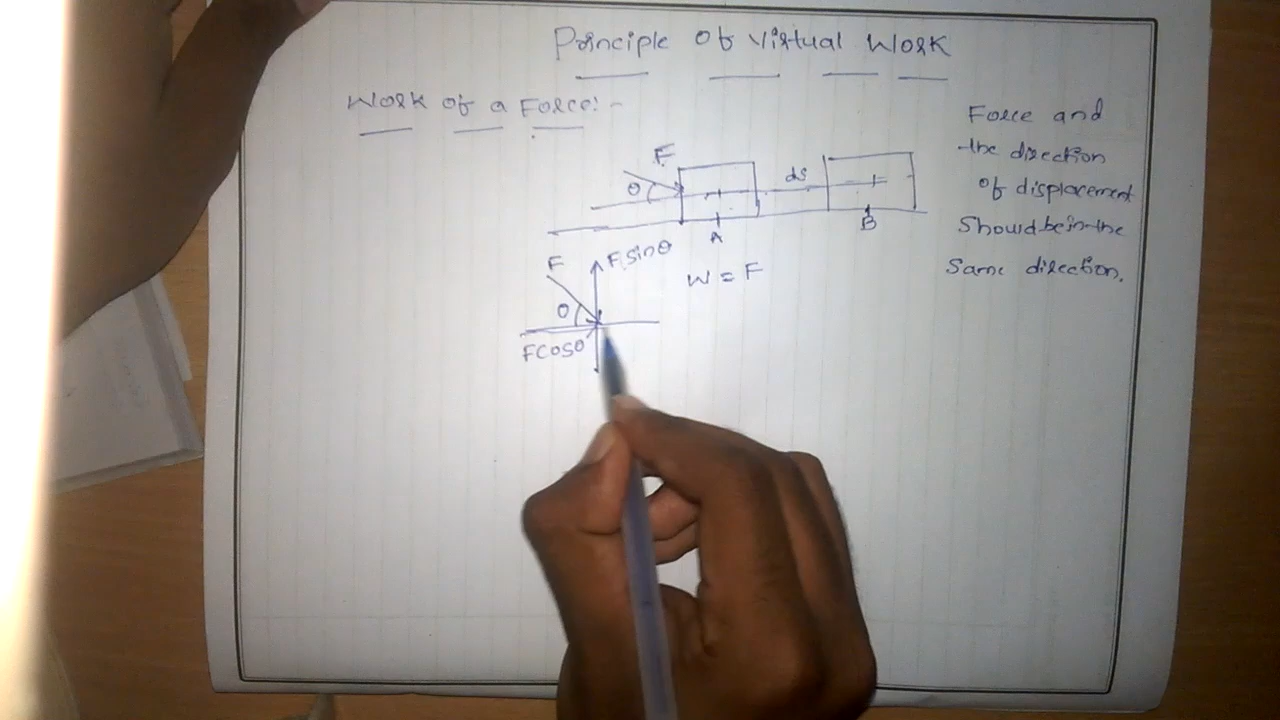 Principle of Virtual Work
Work of a Force:-
F
θ
ds
A
B
F
F sinθ
θ
F cosθ
W = F
Force and
the direction
of displacement
Shoud be in the
Same direction.